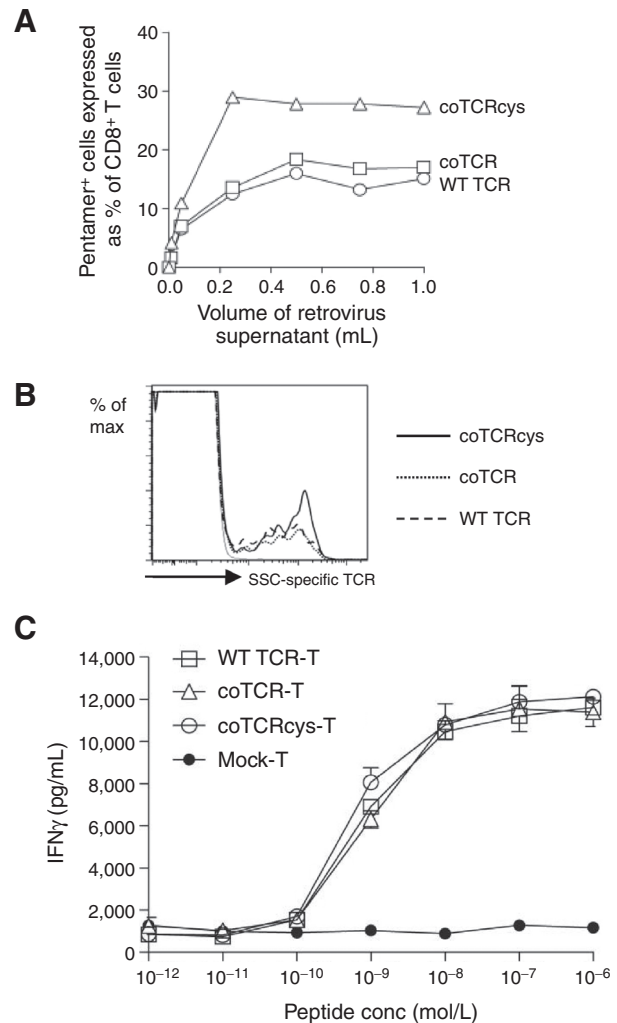 A
Pentamer⁺ cells expressed
as % of CD8⁺ T cells
40
30
20
10
0
0.0 0.2 0.4 0.6 0.8 1.0
Volume of retrovirus
supernatant (mL)
coTCRcys
coTCR
WT TCR
B
% of
max
SSC-specific TCR
coTCRcys
coTCR
WT TCR
C
IFNγ (pg/mL)
14,000
12,000
10,000
8,000
6,000
4,000
2,000
0
WT TCR-T
coTCR-T
coTCRcys-T
Mock-T
10⁻¹² 10⁻¹¹ 10⁻¹⁰ 10⁻⁹ 10⁻⁸ 10⁻⁷ 10⁻⁶
Peptide conc (mol/L)